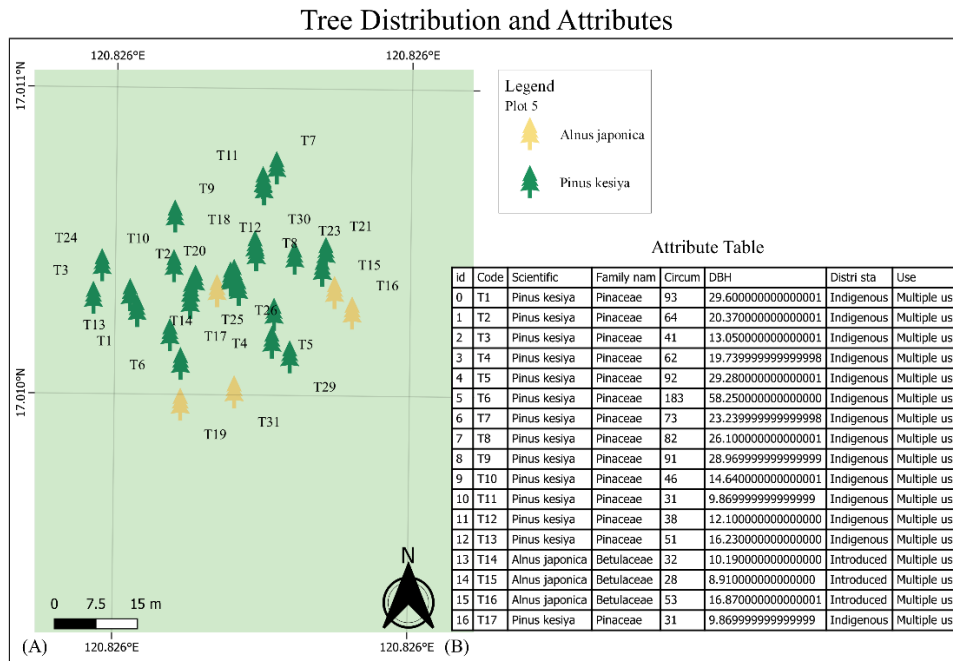 Tree Distribution and Attributes
120.826°E 120.826°E
17.011°N
T7
T11
T9
T18
T30
T21
T12
T23
T24
T10
T8
T2
T20
T15
T3
T16
T26
T25
T14
T13
T17
T4
T1
T5
T6
T29
17.010°N
T31
T19
N
0 7.5 15 m
(A)
120.826°E 120.826°E
Legend
Plot 5
Alnus japonica
Pinus kesiya
Attribute Table
id Code Scientific Family nam Circum DBH Distri sta Use
0 T1 Pinus kesiya Pinaceae 93 29.600000000000001 Indigenous Multiple us
1 T2 Pinus kesiya Pinaceae 64 20.370000000000001 Indigenous Multiple us
2 T3 Pinus kesiya Pinaceae 41 13.050000000000001 Indigenous Multiple us
3 T4 Pinus kesiya Pinaceae 62 19.739999999999998 Indigenous Multiple us
4 T5 Pinus kesiya Pinaceae 92 29.280000000000001 Indigenous Multiple us
5 T6 Pinus kesiya Pinaceae 183 58.250000000000000 Indigenous Multiple us
6 T7 Pinus kesiya Pinaceae 73 23.239999999999998 Indigenous Multiple us
7 T8 Pinus kesiya Pinaceae 82 26.100000000000001 Indigenous Multiple us
8 T9 Pinus kesiya Pinaceae 91 28.969999999999999 Indigenous Multiple us
9 T10 Pinus kesiya Pinaceae 46 14.640000000000001 Indigenous Multiple us
10 T11 Pinus kesiya Pinaceae 31 9.869999999999999 Indigenous Multiple us
11 T12 Pinus kesiya Pinaceae 38 12.100000000000000 Indigenous Multiple us
12 T13 Pinus kesiya Pinaceae 51 16.230000000000000 Indigenous Multiple us
13 T14 Alnus japonica Betulaceae 32 10.190000000000000 Introduced Multiple us
14 T15 Alnus japonica Betulaceae 28 8.910000000000000 Introduced Multiple us
15 T16 Alnus japonica Betulaceae 53 16.870000000000001 Introduced Multiple us
16 T17 Pinus kesiya Pinaceae 31 9.869999999999999 Indigenous Multiple us
(B)